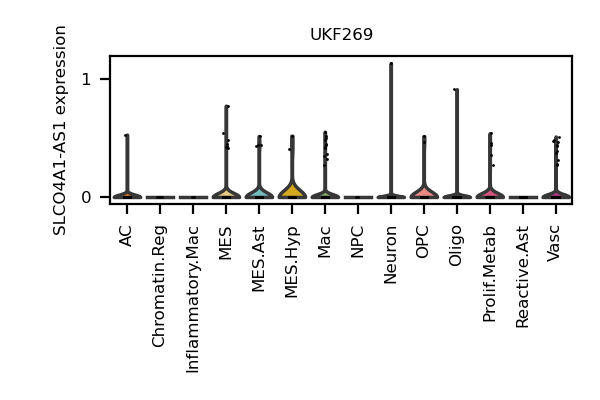 UKF269
SLCO4A1-AS1 expression
1
0
AC
Chromatin.Reg
Inflammatory.Mac
MES
MES.Ast
MES.Hyp
Mac
NPC
Neuron
OPC
Oligo
Prolif.Metab
Reactive.Ast
Vasc